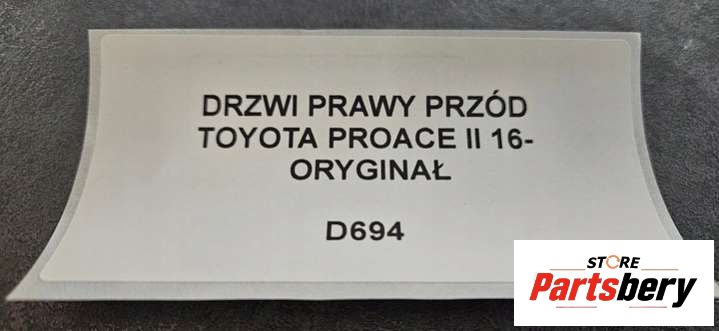 DRZWI PRAWY PRZÓD
TOYOTA PROACE II 16-
ORYGINAŁ
D694
STORE
Partsbery